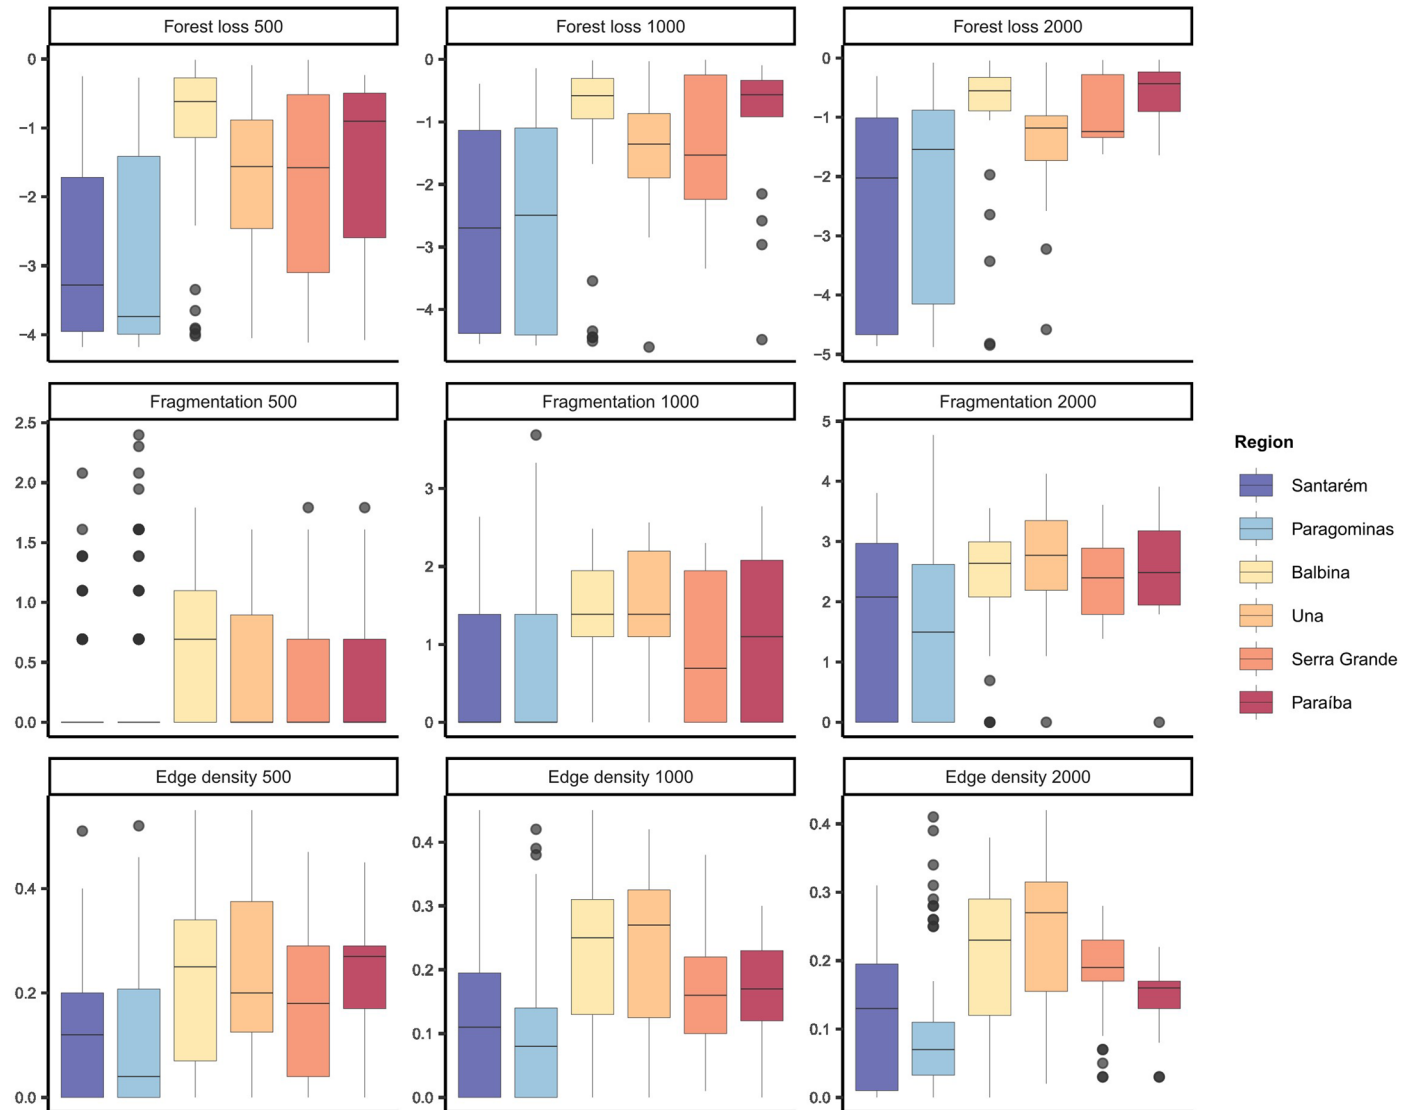 Forest loss 500
Forest loss 1000
Forest loss 2000
0
−1
−2
−3
−4
0
−1
−2
−3
−4
0
−1
−2
−3
−4
−5
Fragmentation 500
Fragmentation 1000
Fragmentation 2000
2.5
2.0
1.5
1.0
0.5
0.0
3
2
1
0
5
4
3
2
1
0
Edge density 500
Edge density 1000
Edge density 2000
0.4
0.2
0.0
0.4
0.3
0.2
0.1
0.0
0.4
0.3
0.2
0.1
0.0
Region
Santarém
Paragominas
Balbina
Una
Serra Grande
Paraíba